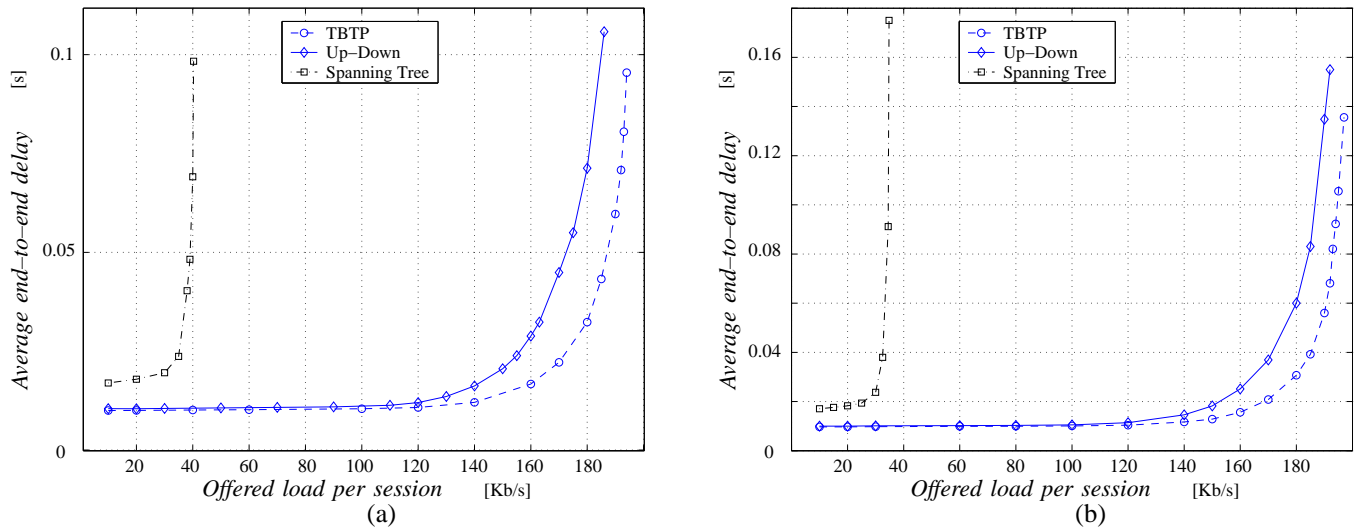 TBTP
Up–Down
Spanning Tree
0.1
0.05
0
Average end–to–end delay [s]
20 40 60 80 100 120 140 160 180
Offered load per session [Kb/s]
(a)
TBTP
Up–Down
Spanning Tree
0.16
0.12
0.08
0.04
0
Average end–to–end delay [s]
20 40 60 80 100 120 140 160 180
Offered load per session [Kb/s]
(b)